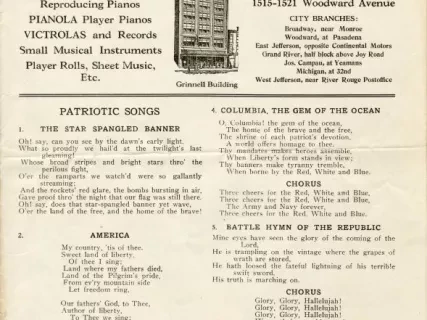 Reproducing Pianos
PIANOLA Player Pianos
VICTROLAS and Records
Small Musical Instruments
Player Rolls, Sheet Music,
Etc.
Grinnell Building
1515-1521 Woodward Avenue
CITY BRANCHES:
Broadway, near Monroe
Woodward, at Pasadena
East Jefferson, opposite Continental Motors
Grand River, half block above Joy Road
Jos. Campau, at Yeamans
Michigan, at 32nd
West Jefferson, near River Rouge Postoffice
PATRIOTIC SONGS
1. THE STAR SPANGLED BANNER
Oh! say, can you see by the dawn's early light,
What so proudly we hail'd at the twilight's last
gleaming!
Whose broad stripes and bright stars thro' the
perilous fight,
O'er the ramparts we watch'd were so gallantly
streaming;
And the rockets' red glare, the bombs bursting in air,
Gave proof thro' the night that our flag was still there.
Oh! say, does that star-spangled banner yet wave,
O'er the land of the free, and the home of the brave!
2. AMERICA
My country, 'tis of thee,
Sweet land of liberty,
Of thee I sing;
Land where my fathers died,
Land of the Pilgrim's pride,
From ev'ry mountain side
Let freedom ring.
Our fathers' God, to Thee,
Author of liberty,
To Thee we sing;
4. COLUMBIA, THE GEM OF THE OCEAN
O, Columbia! the gem of the ocean,
The home of the brave and the free,
The shrine of each patriot's devotion,
A world offers homage to thee.
Thy mandates makes heroes assemble,
When Liberty's form stands in view;
Thy banners make tyranny tremble,
When borne by the Red, White and Blue.
CHORUS
Three cheers for the Red, White and Blue,
Three cheers for the Red, White and Blue,
The Army and Navy forever,
Three cheers for the Red, White and Blue.
5. BATTLE HYMN OF THE REPUBLIC
Mine eyes have seen the glory of the coming of the
Lord,
He is trampling on the vintage where the grapes of
wrath are stored,
He hath loosed the fateful lightning of his terrible
swift sword,
His truth is marching on.
CHORUS
Glory, Glory, Hallelujah!
Glory, Glory, Hallelujah!